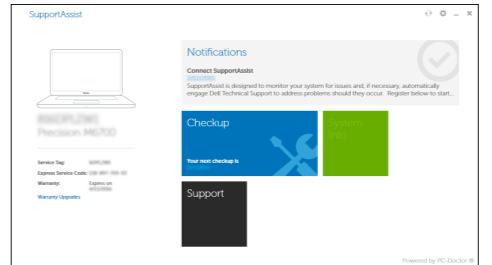 SupportAssist
Precision M6700
Service Tag:
Express Service Code:
Warranty: Expires on
Warranty Upgrades
Notifications
Connect SupportAssist
SupportAssist is designed to monitor your system for issues and, if necessary, automatically
engage Dell Technical Support to address problems should they occur. Register below to start...
Checkup
Your next checkup is
System
Info
Support
Powered by PC-Doctor ®